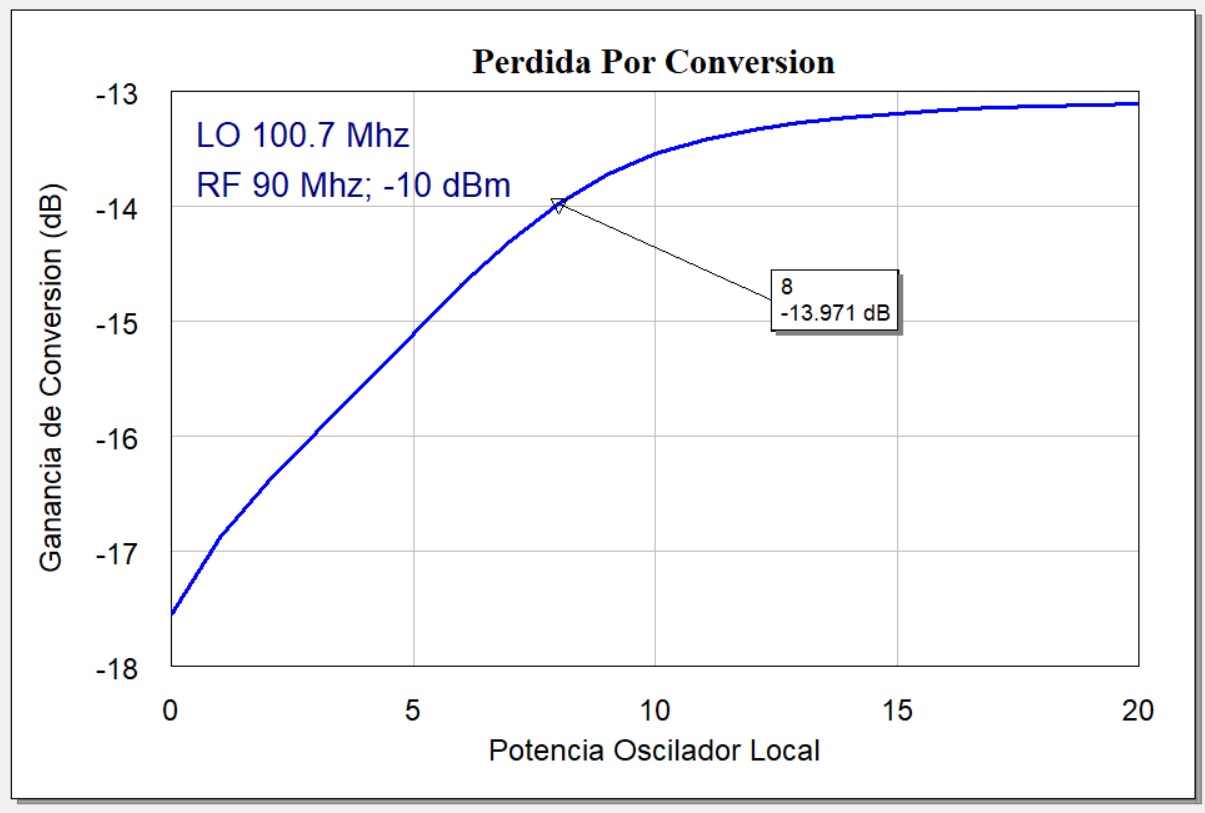 Perdida Por Conversion
LO 100.7 Mhz
RF 90 Mhz; -10 dBm
Ganancia de Conversion (dB)
-13
-14
-15
-16
-17
-18
8
-13.971 dB
0
5
10
15
20
Potencia Oscilador Local